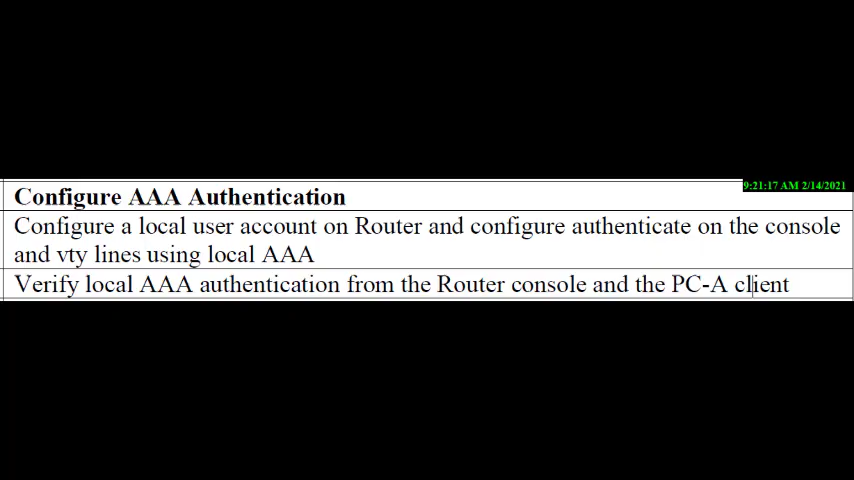 9:21:17 AM 2/14/2021
Configure AAA Authentication
Configure a local user account on Router and configure authenticate on the console
and vty lines using local AAA
Verify local AAA authentication from the Router console and the PC-A client